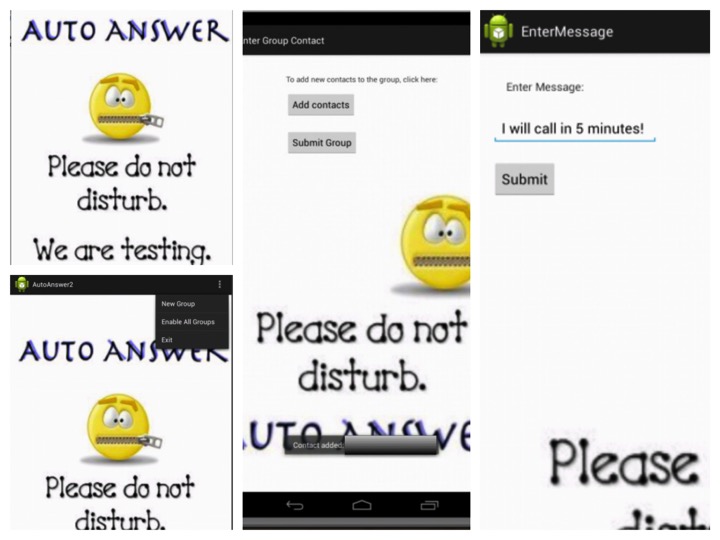 AUTO ANSWER
Please do not
disturb.
We are testing.
AutoAnswer2
New Group
Enable All Groups
Exit
AUTO ANSWER
Please do not
disturb.
nter Group Contact
To add new contacts to the group, click here:
Add contacts
Submit Group
Please do not
disturb.
AUTO ANSWE
Contact added:
EnterMessage
Enter Message:
I will call in 5 minutes!
Submit
Please
distu